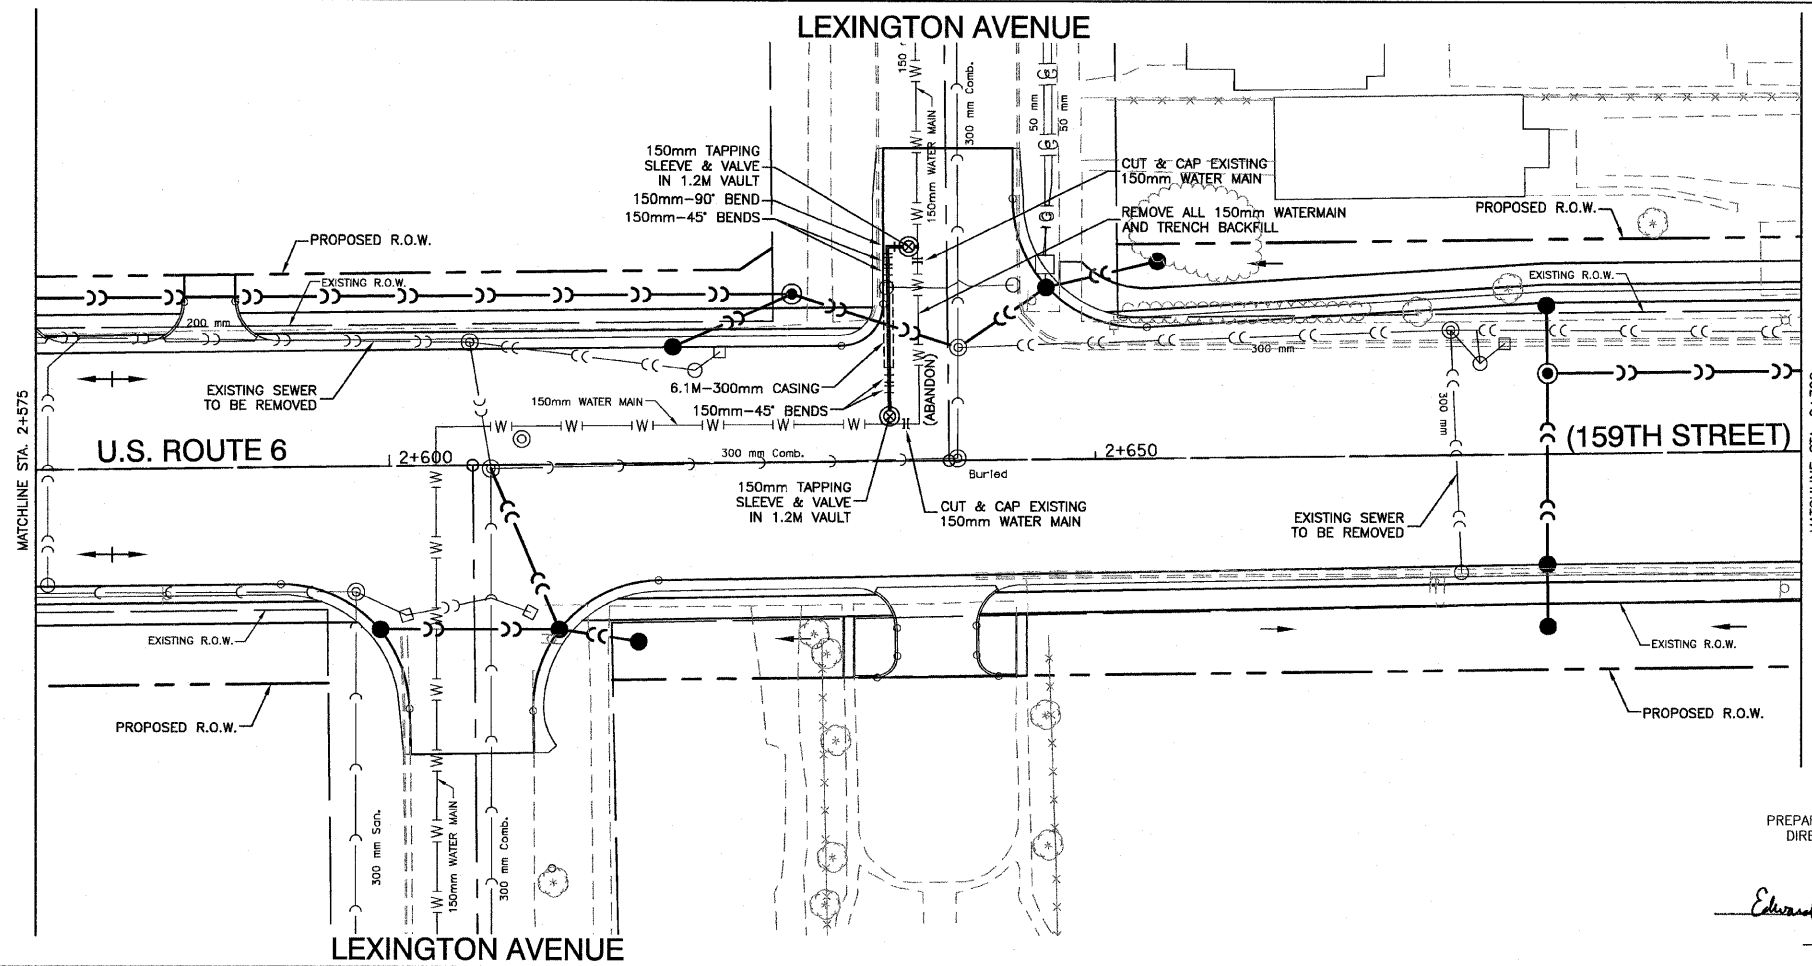 LEXINGTON AVENUE
150
150mm WATER MAIN
300 mm Comb.
50 mm
50 mm
150mm TAPPING
SLEEVE & VALVE
IN 1.2M VAULT
150mm-90° BEND
150mm-45° BENDS
CUT & CAP EXISTING
150mm WATER MAIN
REMOVE ALL 150mm WATERMAIN
AND TRENCH BACKFILL
PROPOSED R.O.W.
PROPOSED R.O.W.
EXISTING R.O.W.
EXISTING R.O.W.
200 mm
300 mm
EXISTING SEWER
TO BE REMOVED
6.1M-300mm CASING
150mm-45° BENDS
(ABANDON)
150mm WATER MAIN
300 mm
MATCHLINE STA. 2+575
U.S. ROUTE 6
2+600
300 mm Comb.
2+650
(159TH STREET)
Buried
150mm TAPPING
SLEEVE & VALVE
IN 1.2M VAULT
CUT & CAP EXISTING
150mm WATER MAIN
EXISTING SEWER
TO BE REMOVED
EXISTING R.O.W.
EXISTING R.O.W.
PROPOSED R.O.W.
PROPOSED R.O.W.
300 mm San.
150mm WATER MAIN
300 mm Comb.
PREPA
DIRE
Edward
LEXINGTON AVENUE